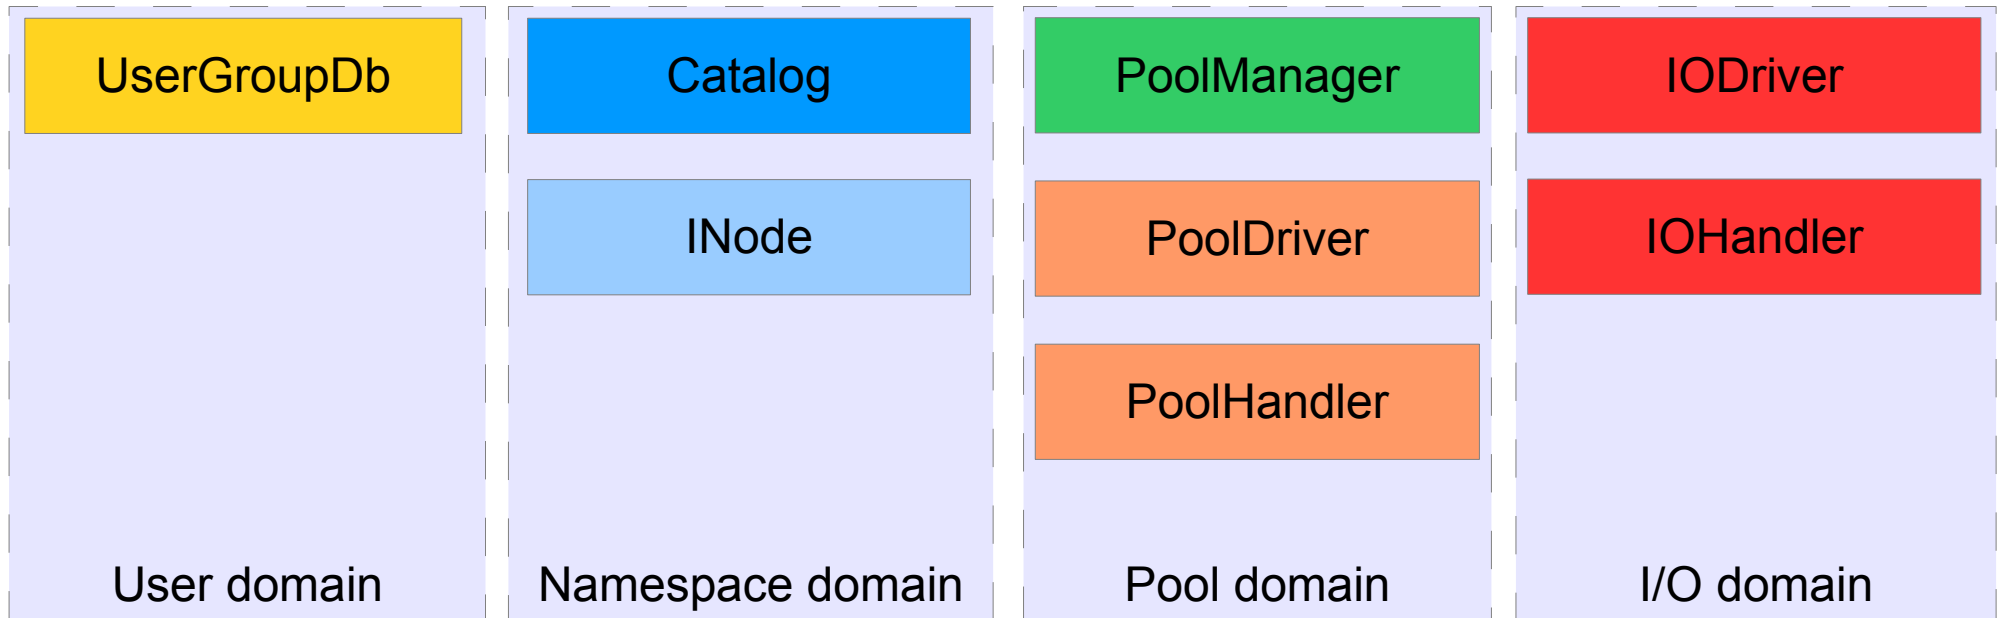 UserGroupDb
Catalog
PoolManager
IODriver
INode
PoolDriver
IOHandler
PoolHandler
User domain
Namespace domain
Pool domain
I/O domain